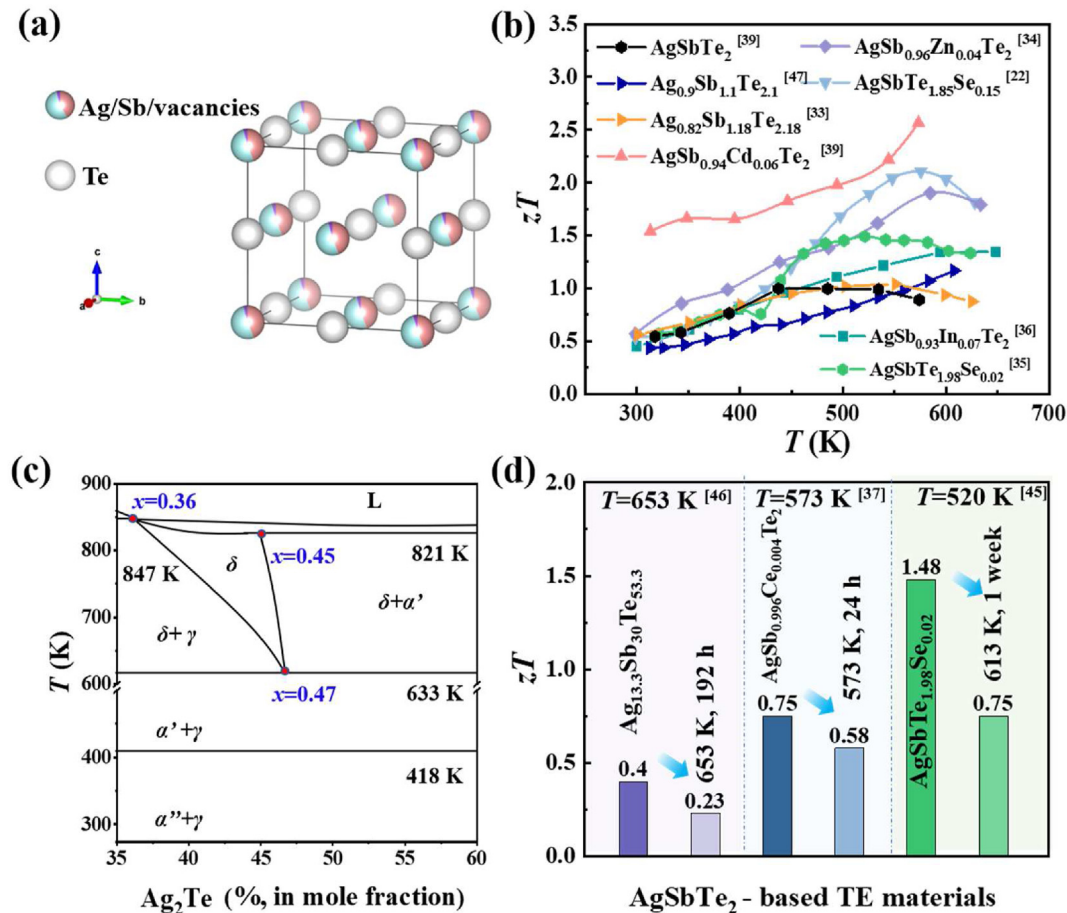 (a)
Ag/Sb/vacancies
Te
c
a
b
(b)
zT
3.5
3.0
2.5
2.0
1.5
1.0
0.5
0.0
AgSbTe₂ [39]
Ag₀.₉Sb₁.₁Te₂.₁ [47]
Ag₀.₈₂Sb₁.₁₈Te₂.₁₈ [33]
AgSb₀.₉₄Cd₀.₀₆Te₂ [39]
AgSb₀.₉₆Zn₀.₀₄Te₂ [34]
AgSbTe₁.₈₅Se₀.₁₅ [22]
AgSb₀.₉₃In₀.₀₇Te₂ [36]
AgSbTe₁.₉₈Se₀.₀₂ [35]
300 400 500 600 700
T (K)
(c)
T (K)
900
800
700
600
400
300
x=0.36
L
x=0.45
821 K
847 K
δ
δ+α’
δ+ γ
x=0.47
633 K
α’+γ
418 K
α’’+γ
35 40 45 50 55 60
Ag₂Te (%, in mole fraction)
(d)
zT
2.0
1.5
1.0
0.5
0.0
T=653 K [46]
T=573 K [37]
T=520 K [45]
Ag₁₃.₃Sb₃₀Te₅₃.₃
0.4
653 K, 192 h
0.23
AgSb₀.₉₉₆Ce₀.₀₀₄Te₂
0.75
573 K, 24 h
0.58
1.48
AgSbTe₁.₉₈Se₀.₀₂
613 K, 1 week
0.75
AgSbTe₂ - based TE materials